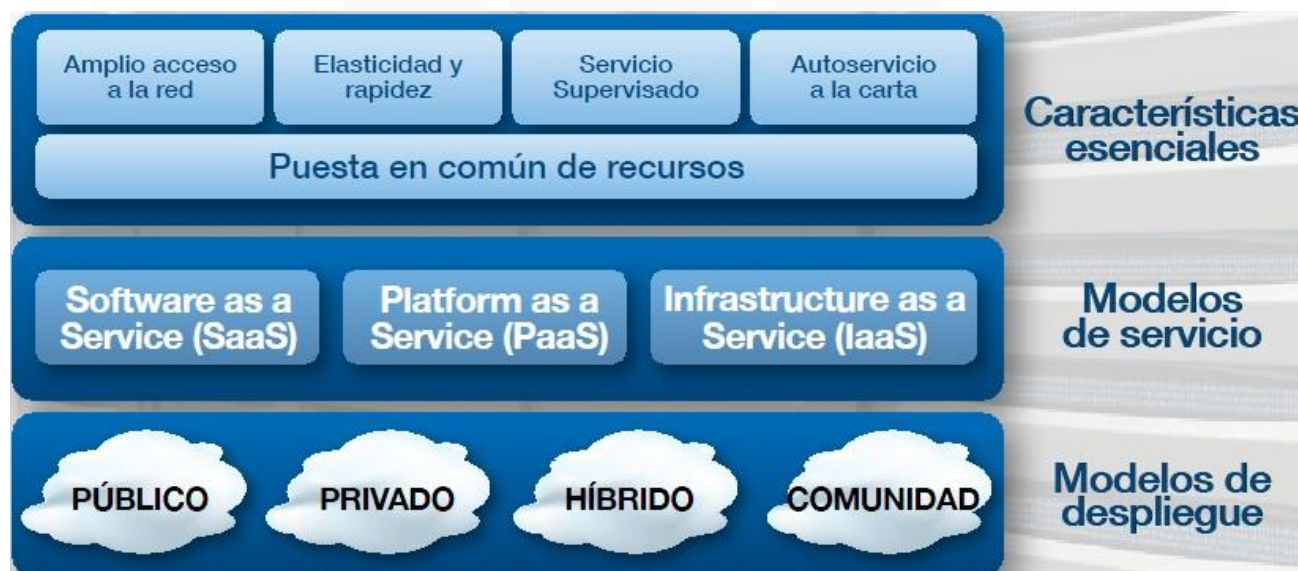 Amplio acceso
a la red
Elasticidad y
rapidez
Servicio
Supervisado
Autoservicio
a la carta
Puesta en común de recursos
Características
esenciales
Software as a
Service (SaaS)
Platform as a
Service (PaaS)
Infrastructure as a
Service (IaaS)
Modelos
de servicio
PÚBLICO
PRIVADO
HÍBRIDO
COMUNIDAD
Modelos de
despliegue